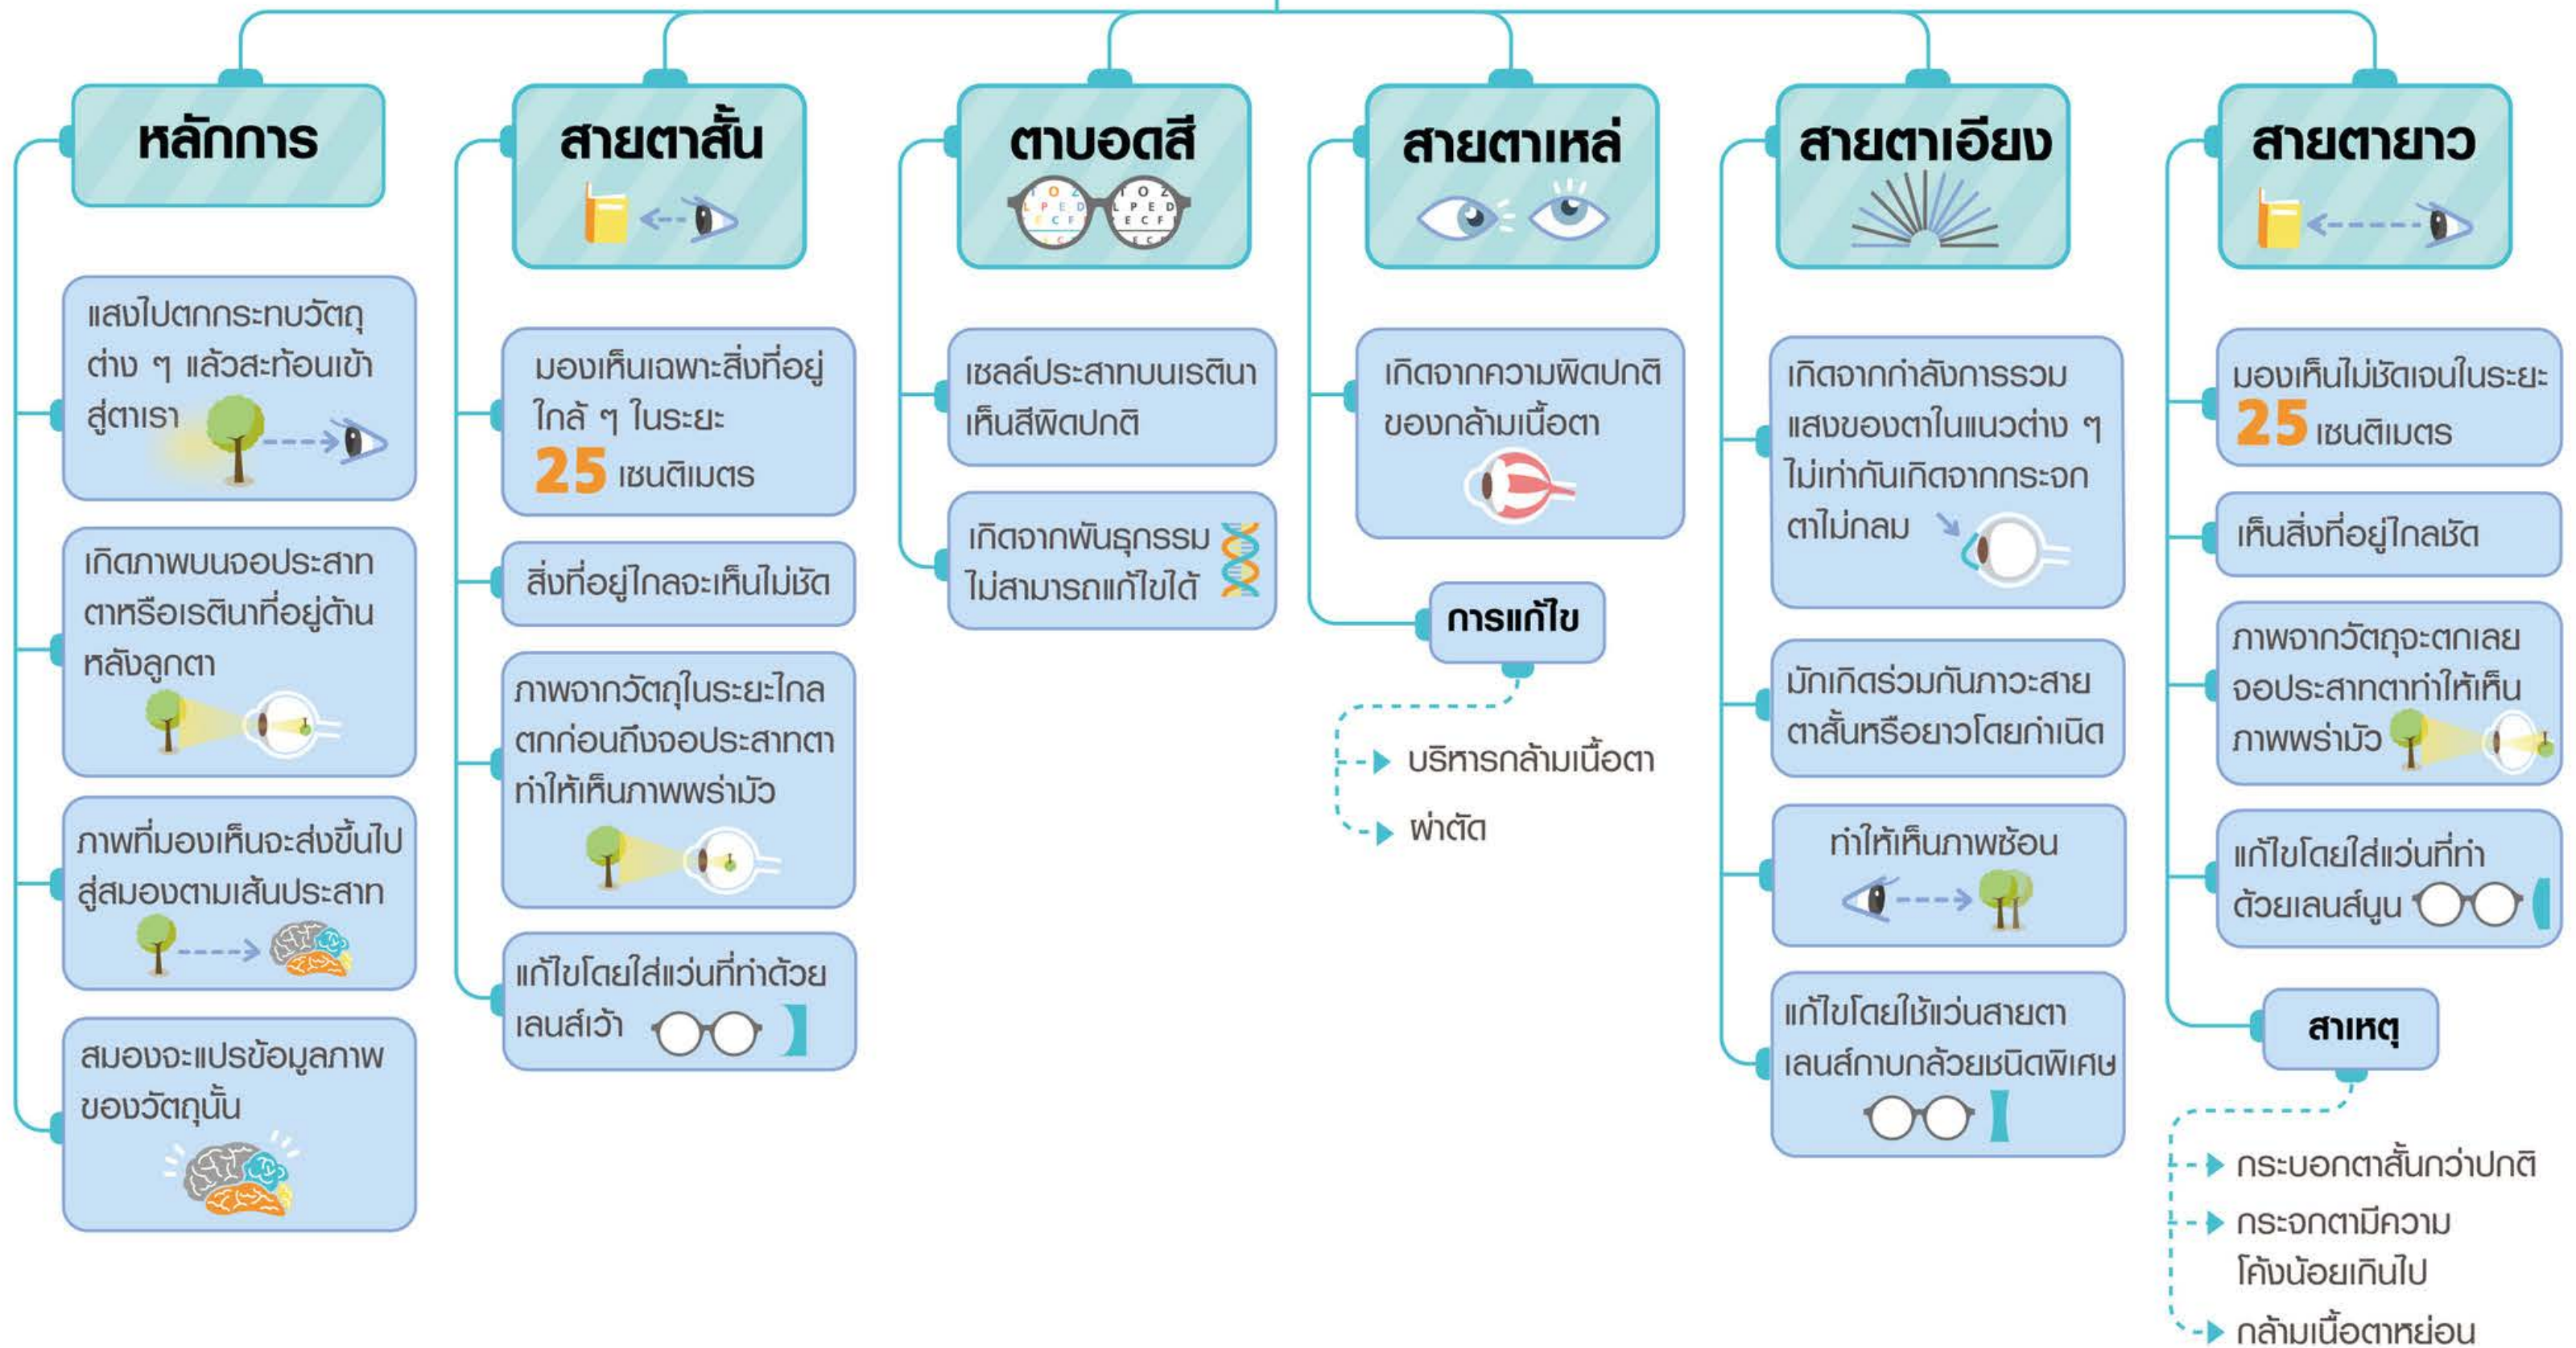 หลักการ
แสงไปตกกระทบวัตถุ
ต่าง ๆ แล้วสะท้อนเข้า
สู่ตาเรา
เกิดภาพบนจอประสาท
ตาหรือเรตินาที่อยู่ด้าน
หลังลูกตา
ภาพที่มองเห็นจะส่งขึ้นไป
สู่สมองตามเส้นประสาท
สมองจะแปรข้อมูลภาพ
ของวัตถุนั้น
สายตาสั้น
มองเห็นเฉพาะสิ่งที่อยู่
ใกล้ ๆ ในระยะ
25 เซนติเมตร
สิ่งที่อยู่ไกลจะเห็นไม่ชัด
ภาพจากวัตถุในระยะไกล
ตกก่อนถึงจอประสาทตา
ทำให้เห็นภาพพร่ามัว
แก้ไขโดยใส่แว่นที่ทำด้วย
เลนส์เว้า
ตาบอดสี
T O Z
L P E D
E C F
T O Z
L P E D
E C F
เซลล์ประสาทบนเรตินา
เห็นสีผิดปกติ
เกิดจากพันธุกรรม
ไม่สามารถแก้ไขได้
สายตาเหล่
เกิดจากความผิดปกติ
ของกล้ามเนื้อตา
การแก้ไข
บริหารกล้ามเนื้อตา
ผ่าตัด
สายตาเอียง
เกิดจากกำลังการรวม
แสงของตาในแนวต่าง ๆ
ไม่เท่ากันเกิดจากกระจก
ตาไม่กลม
มักเกิดร่วมกันภาวะสาย
ตาสั้นหรือยาวโดยกำเนิด
ทำให้เห็นภาพซ้อน
แก้ไขโดยใช้แว่นสายตา
เลนส์กาบกล้วยชนิดพิเศษ
สายตายาว
มองเห็นไม่ชัดเจนในระยะ
25 เซนติเมตร
เห็นสิ่งที่อยู่ไกลชัด
ภาพจากวัตถุจะตกเลย
จอประสาทตาทำให้เห็น
ภาพพร่ามัว
แก้ไขโดยใส่แว่นที่ทำ
ด้วยเลนส์นูน
สาเหตุ
กระบอกตาสั้นกว่าปกติ
กระจกตามีความ
โค้งน้อยเกินไป
กล้ามเนื้อตาหย่อน